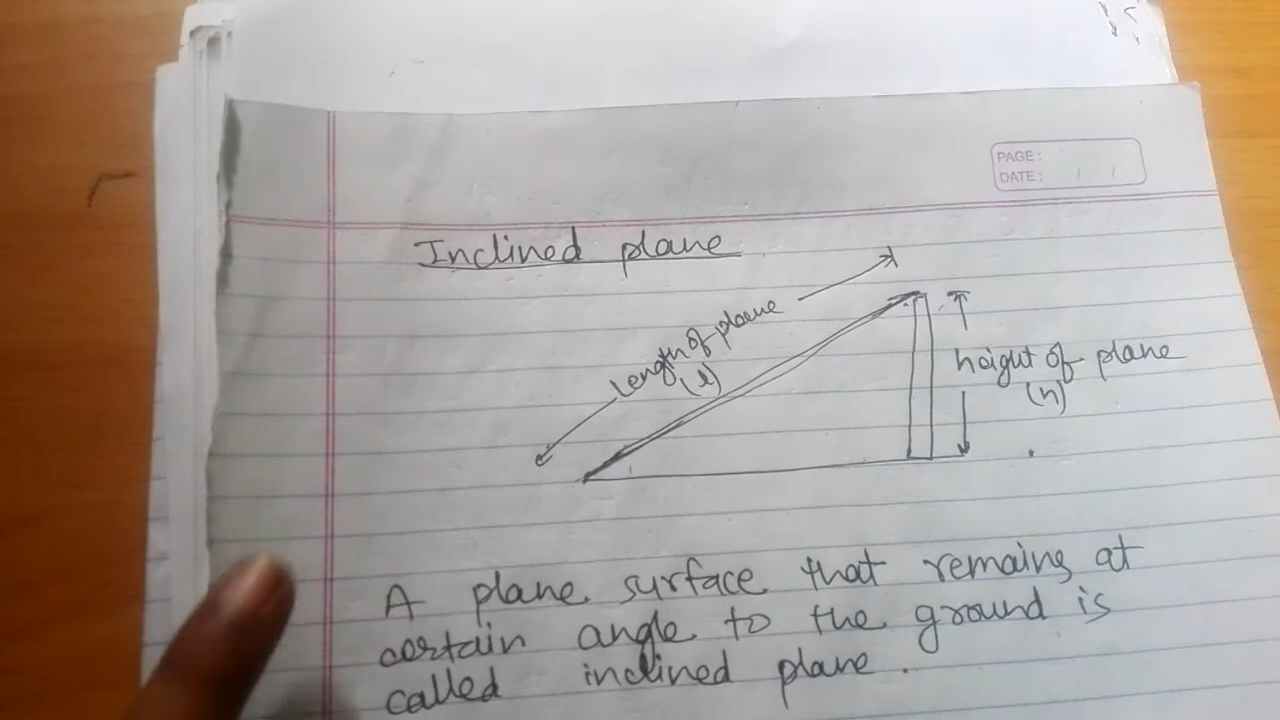 PAGE:
DATE: / /
Inclined plane
length of plane
(l)
height of plane
(h)
A plane surface that remains at
certain angle to the ground is
called inclined plane.